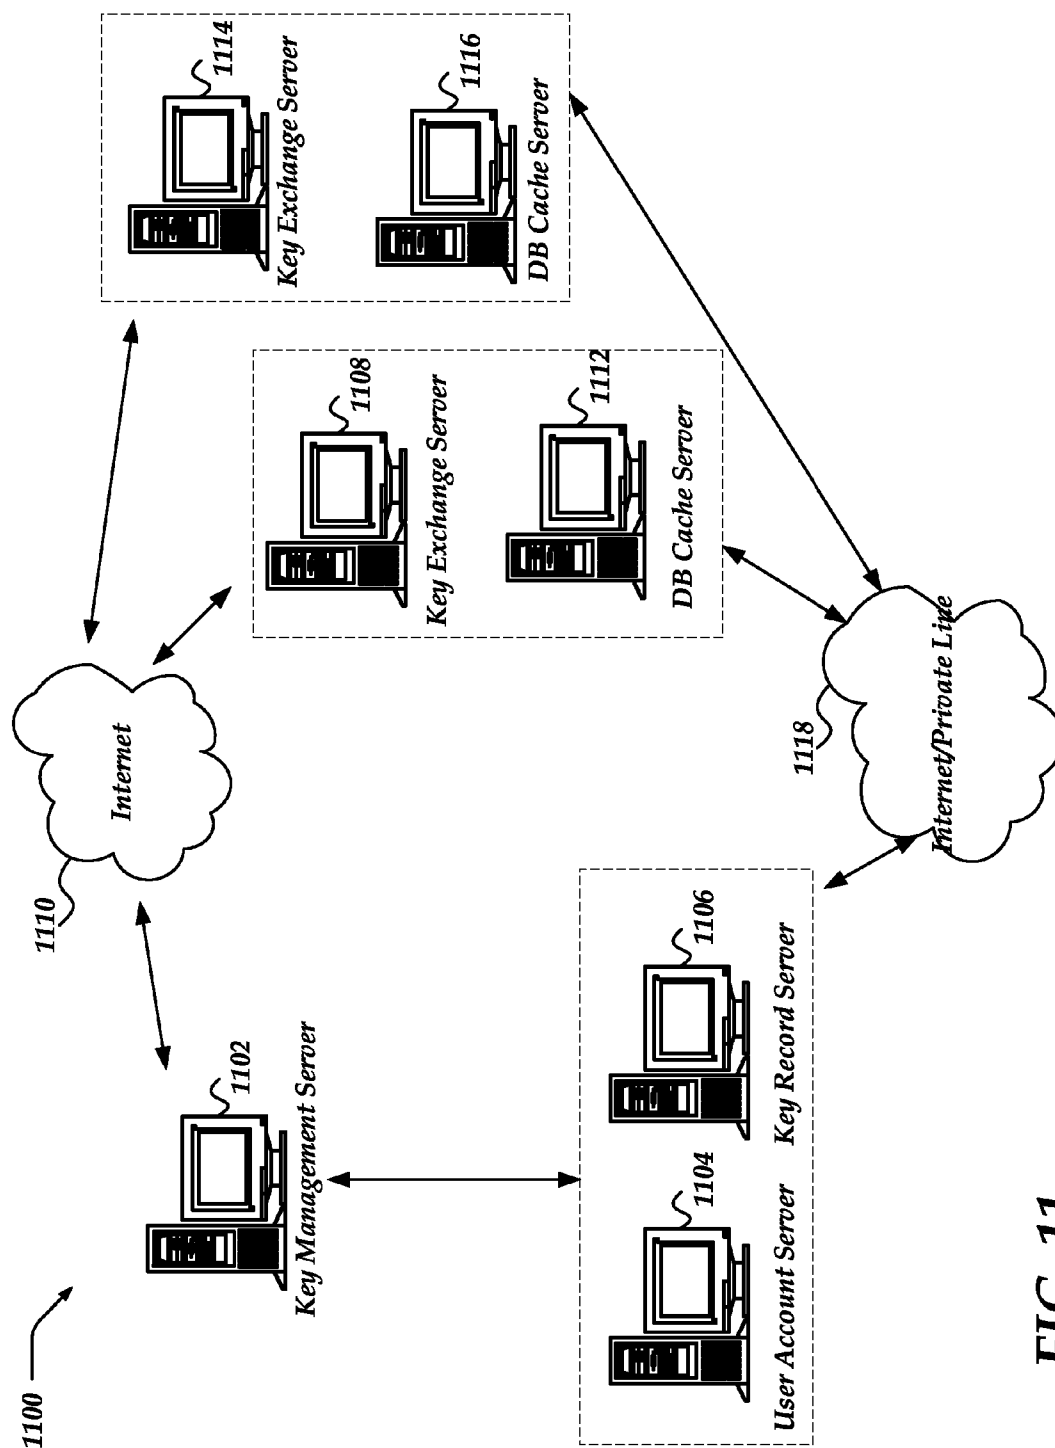 1100
1102
Key Management Server
1110
Internet
1114
Key Exchange Server
1116
DB Cache Server
1108
Key Exchange Server
1112
DB Cache Server
1104
User Account Server
1106
Key Record Server
1118
Internet/Private Line
FIG. 11